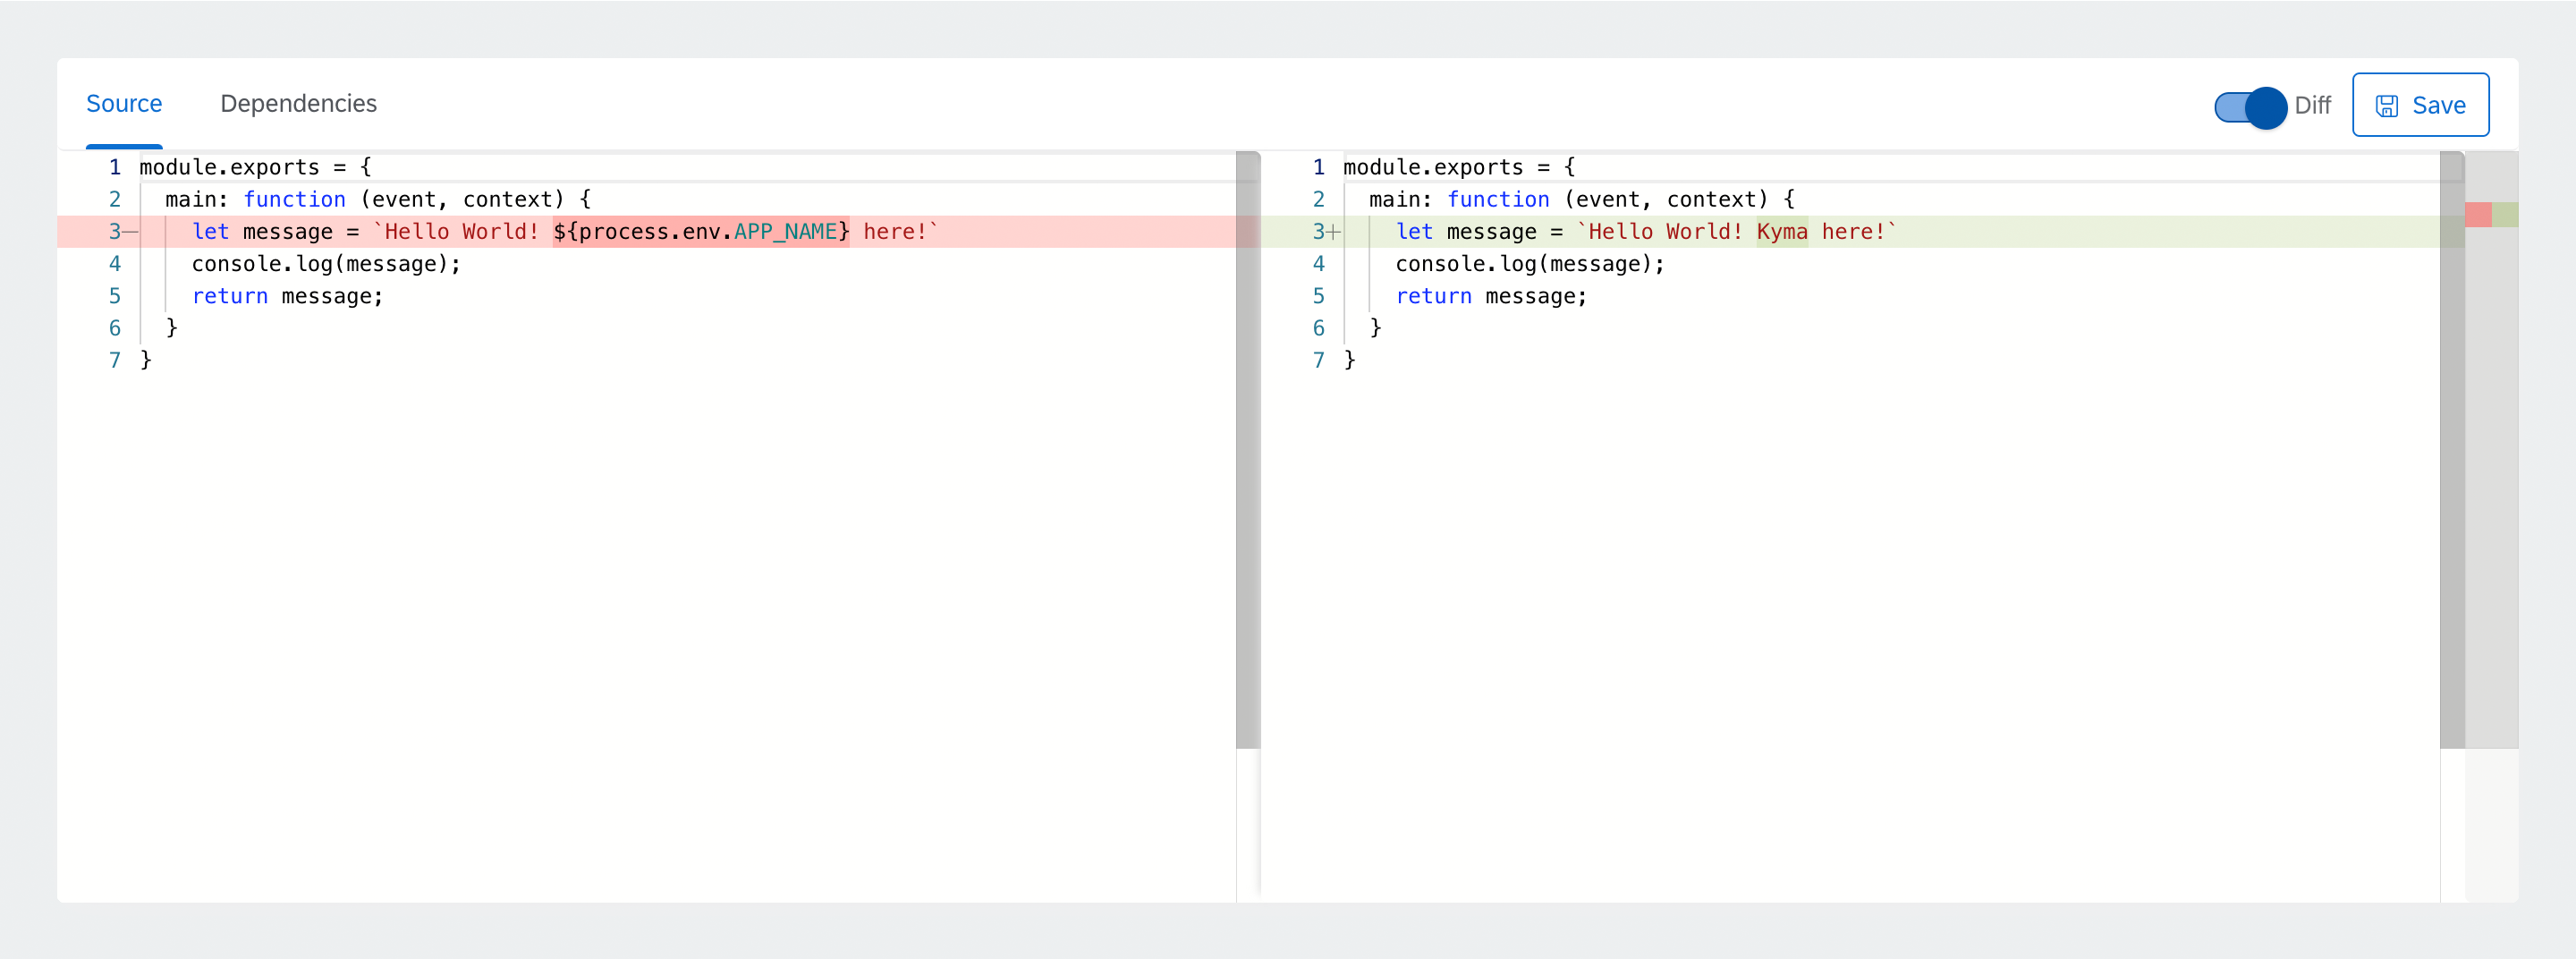 Source Dependencies Diff Save
1 module.exports = {
2 main: function (event, context) {
3— let message = `Hello World! ${process.env.APP_NAME} here!`
4 console.log(message);
5 return message;
6 }
7 }
1 module.exports = {
2 main: function (event, context) {
3+ let message = `Hello World! Kyma here!`
4 console.log(message);
5 return message;
6 }
7 }